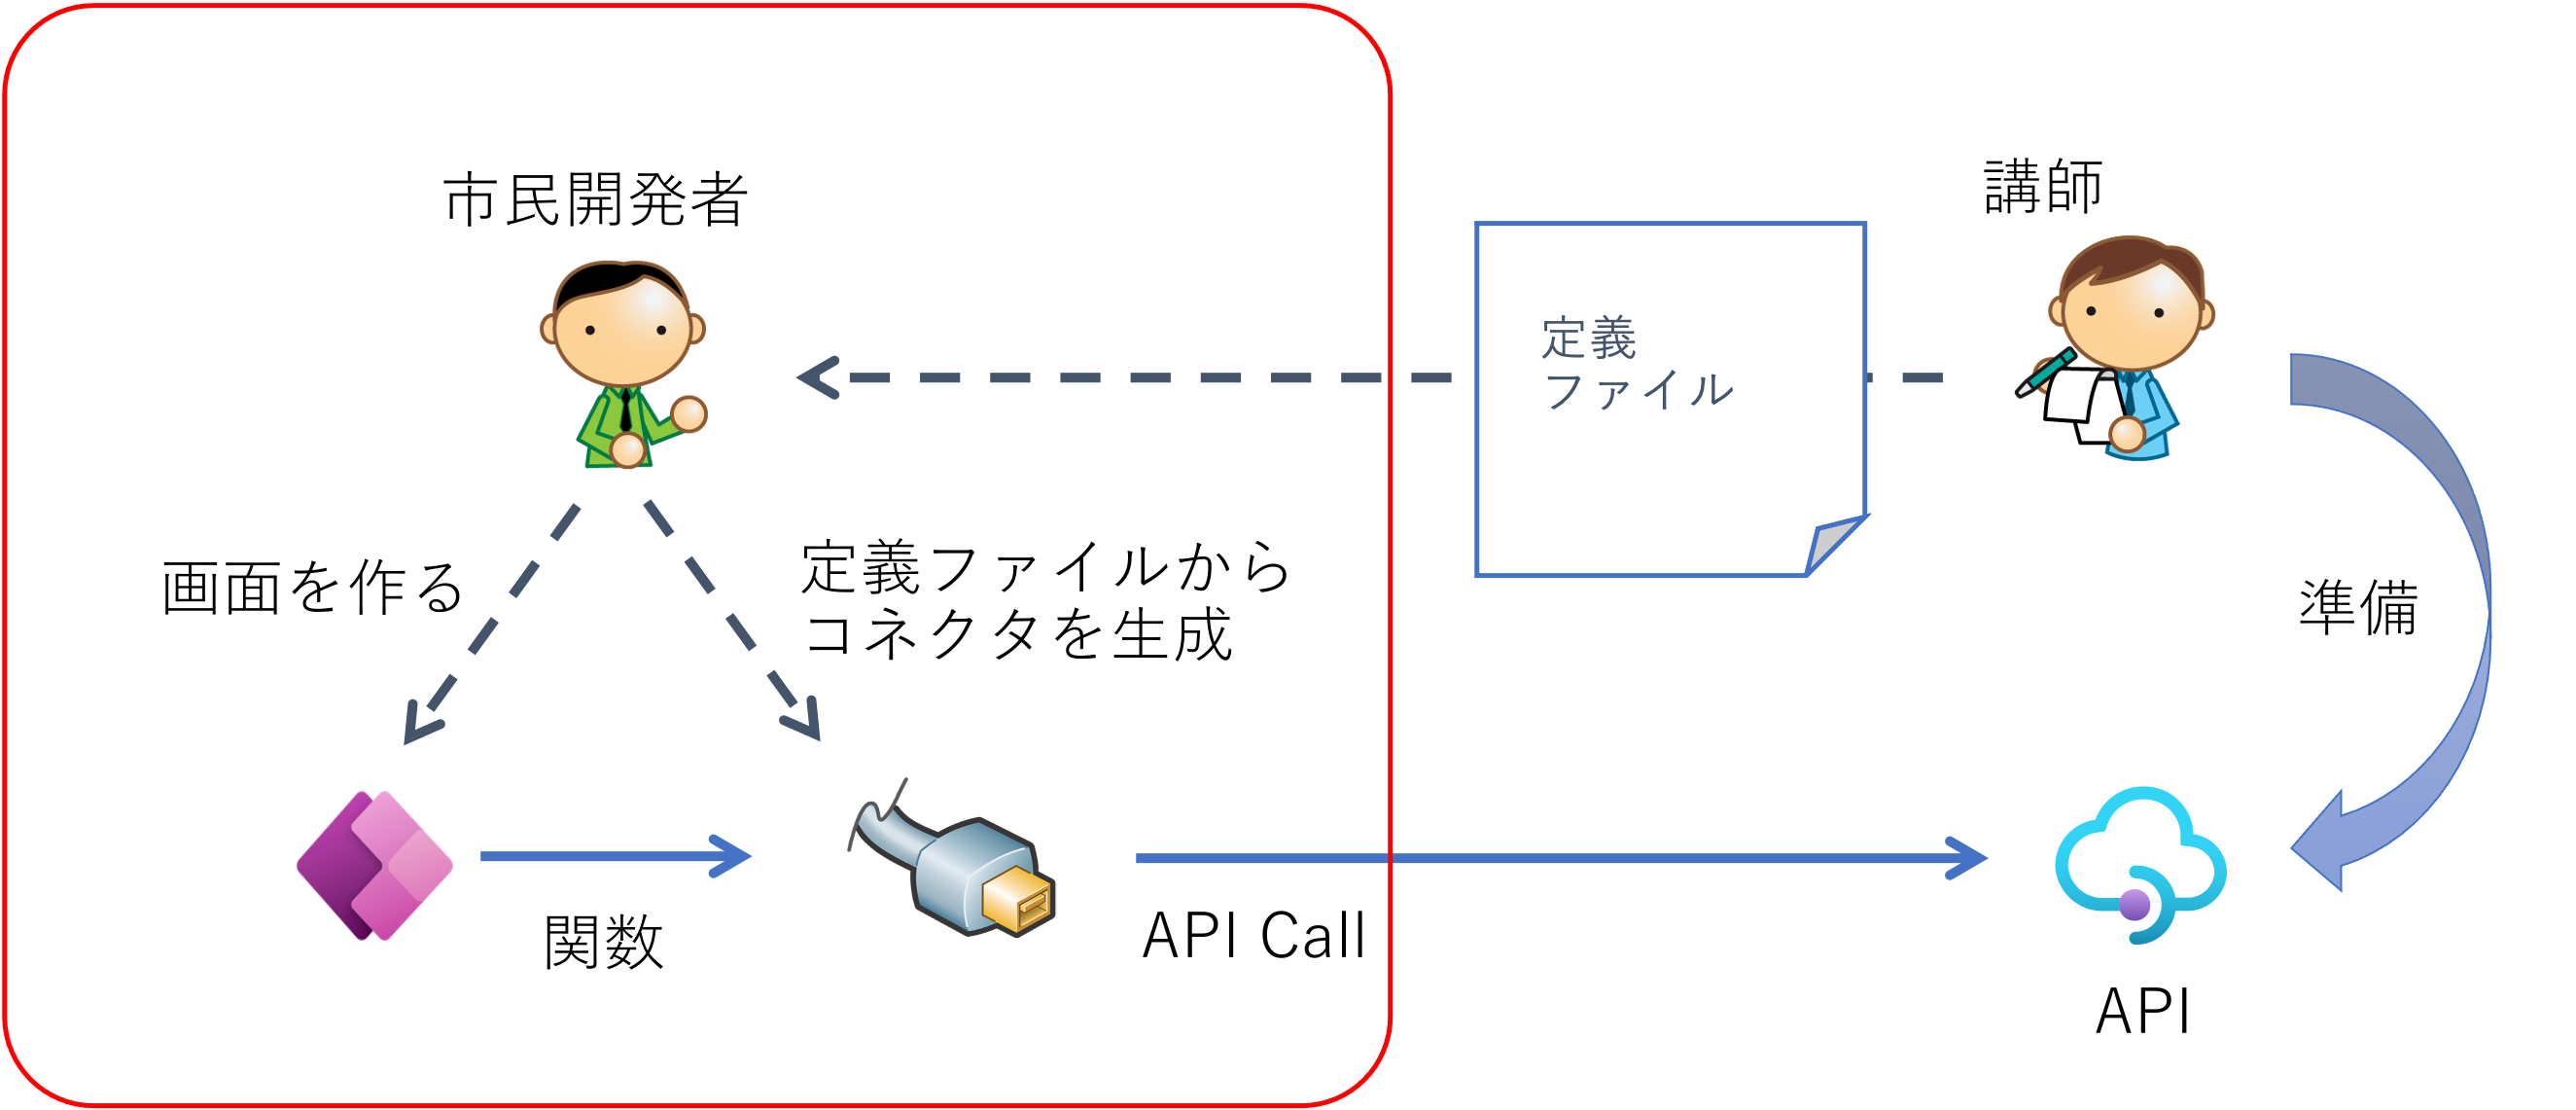 市民開発者
講師
定義
ファイル
画面を作る
定義ファイルから
コネクタを生成
準備
関数
API Call
API